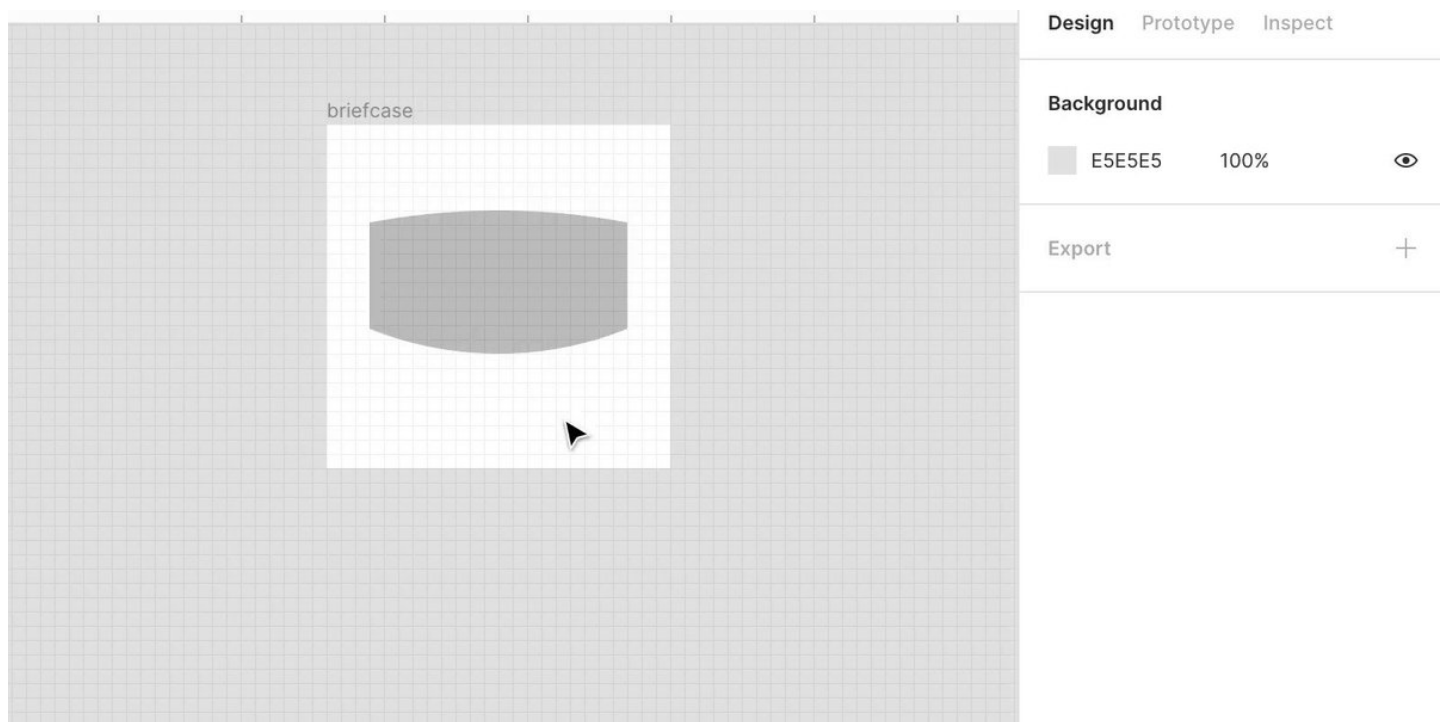 Design Prototype Inspect
briefcase
Background
E5E5E5 100%
Export